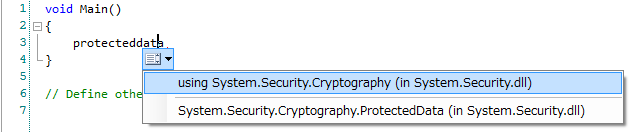 1 void Main()
2 {
3 protecteddata
4 }
5
6 // Define othe
7
using System.Security.Cryptography (in System.Security.dll)
System.Security.Cryptography.ProtectedData (in System.Security.dll)